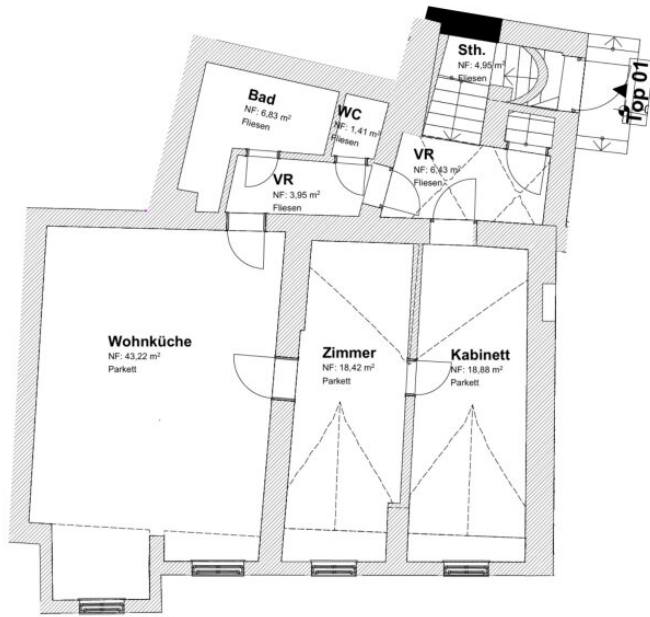 Sth.
NF: 4,95 m²
Fliesen
Top 01
Bad
NF: 6,83 m²
Fliesen
WC
NF: 1,41 m²
Fliesen
VR
NF: 6,43 m²
Fliesen
VR
NF: 3,95 m²
Fliesen
Wohnküche
NF: 43,22 m²
Parkett
Zimmer
NF: 18,42 m²
Parkett
Kabinett
NF: 18,88 m²
Parkett